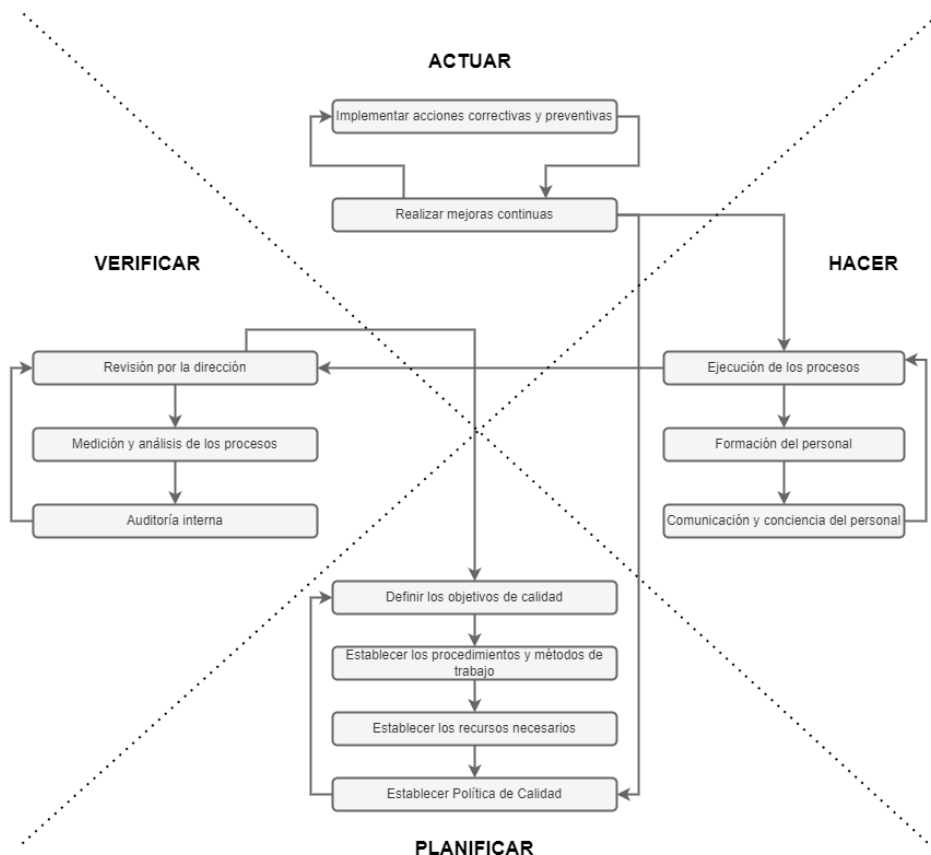 ACTUAR
Implementar acciones correctivas y preventivas
Realizar mejoras continuas
VERIFICAR
HACER
Revisión por la dirección
Ejecución de los procesos
Medición y análisis de los procesos
Formación del personal
Auditoría interna
Comunicación y conciencia del personal
Definir los objetivos de calidad
Establecer los procedimientos y métodos de
trabajo
Establecer los recursos necesarios
Establecer Política de Calidad
PLANIFICAR